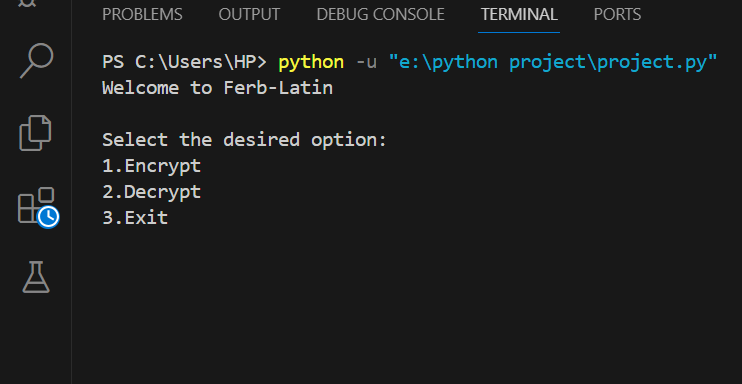 PROBLEMS OUTPUT DEBUG CONSOLE TERMINAL PORTS
PS C:\Users\HP> python -u "e:\python project\project.py"
Welcome to Ferb-Latin
Select the desired option:
1.Encrypt
2.Decrypt
3.Exit